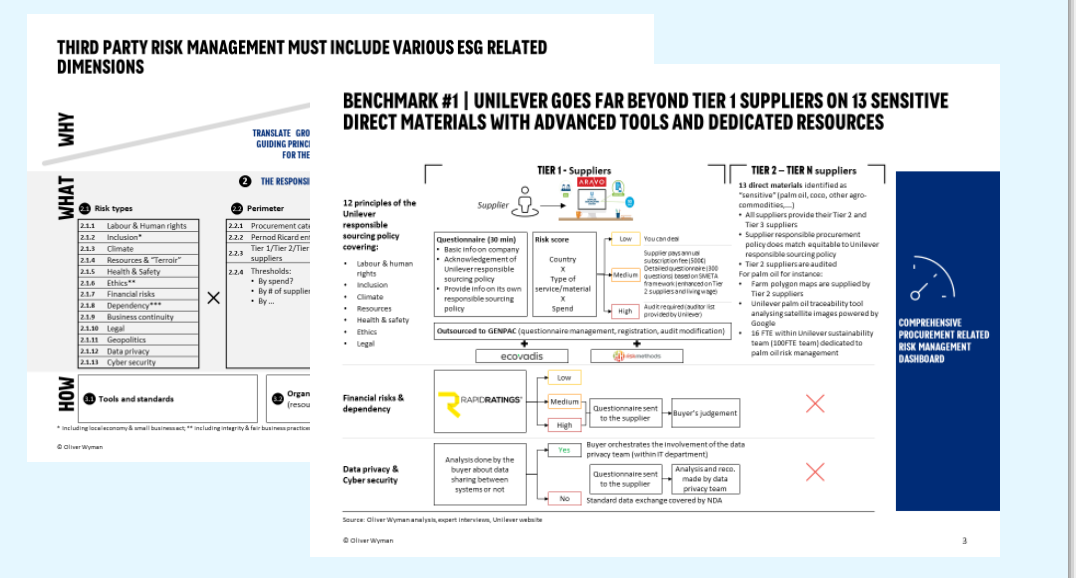 THIRD PARTY RISK MANAGEMENT MUST INCLUDE VARIOUS ESG RELATED
DIMENSIONS
WHY
TRANSLATE GRO
GUIDING PRINC
FOR THE
WHAT
2 THE RESPONSI
2.1 Risk types
2.1.1 Labour & Human rights
2.1.2 Inclusion*
2.1.3 Climate
2.1.4 Resources & "Terroir"
2.1.5 Health & Safety
2.1.6 Ethics**
2.1.7 Financial risks
2.1.8 Dependency***
2.1.9 Business continuity
2.1.10 Legal
2.1.11 Geopolitics
2.1.12 Data privacy
2.1.13 Cyber security
2.2 Perimeter
2.2.1 Procurement cate
2.2.2 Pernod Ricard en
2.2.3 Tier 1/Tier 2/Tier
suppliers
2.2.4 Thresholds:
• By spend?
• By # of supplier
• By ...
HOW
3.1 Tools and standards
3.2 Organ
(resou
* including local economy & small business act; ** including integrity & fair business practice
© Oliver Wyman
BENCHMARK #1 | UNILEVER GOES FAR BEYOND TIER 1 SUPPLIERS ON 13 SENSITIVE
DIRECT MATERIALS WITH ADVANCED TOOLS AND DEDICATED RESOURCES
12 principles of the
Unilever
responsible
sourcing policy
covering:
• Labour & human
rights
• Inclusion
• Climate
• Resources
• Health & safety
• Ethics
• Legal
TIER 1 - Suppliers
Supplier
ARAVO
Questionnaire (30 min)
• Basic info on company
• Acknowledgement of
Unilever responsible
sourcing policy
• Provide info on its own
responsible sourcing
policy
Risk score
Country
X
Type of
service/material
X
Spend
Low
You can deal
Medium
Supplier pays annual
subscription fee (500€)
Detailed questionnaire (300
questions) based on SMETA
framework (enhanced on Tier
2 suppliers and living wage)
High
Audit required (auditor list
provided by Unilever)
Outsourced to GENPAC (questionnaire management, registration, audit modification)
+ +
ecovadis
riskmethods
TIER 2 – TIER N suppliers
13 direct materials identified as
"sensitive" (palm oil, coco, other agro-
commodities,...)
• All suppliers provide their Tier 2 and
Tier 3 suppliers
• Supplier responsible procurement
policy does match equitable to Unilever
responsible sourcing policy
• Tier 2 suppliers are audited
For palm oil for instance:
• Farm polygon maps are supplied by
Tier 2 suppliers
• Unilever palm oil traceability tool
analysing satellite images powered by
Google
• 16 FTE within Unilever sustainability
team (100FTE team) dedicated to
palm oil risk management
Financial risks &
dependency
RAPIDRATINGS
Low
Medium
High
Questionnaire sent
to the supplier
Buyer's judgement
Data privacy &
Cyber security
Analysis done by the
buyer about data
sharing between
systems or not
Yes
Buyer orchestrates the involvement of the data
privacy team (within IT department)
Questionnaire sent
to the supplier
Analysis and reco.
made by data
privacy team
No
Standard data exchange covered by NDA
COMPREHENSIVE
PROCUREMENT RELATED
RISK MANAGEMENT
DASHBOARD
Source: Oliver Wyman analysis, expert interviews, Unilever website
© Oliver Wyman
3